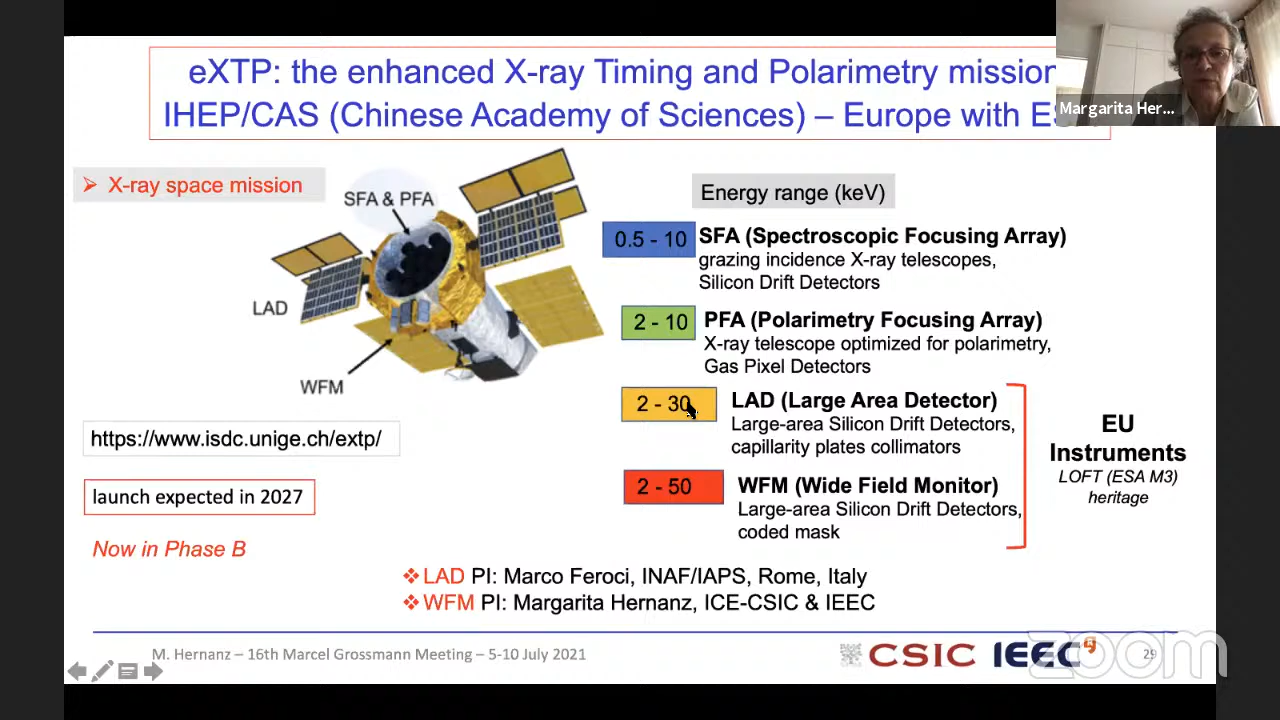 eXTP: the enhanced X-ray Timing and Polarimetry mission
IHEP/CAS (Chinese Academy of Sciences) – Europe with
Margarita Her...
➢ X-ray space mission
SFA & PFA
LAD
WFM
Energy range (keV)
0.5 - 10 SFA (Spectroscopic Focusing Array)
grazing incidence X-ray telescopes,
Silicon Drift Detectors
2 - 10 PFA (Polarimetry Focusing Array)
X-ray telescope optimized for polarimetry,
Gas Pixel Detectors
2 - 30 LAD (Large Area Detector)
Large-area Silicon Drift Detectors,
capillarity plates collimators
2 - 50 WFM (Wide Field Monitor)
Large-area Silicon Drift Detectors,
coded mask
EU
Instruments
LOFT (ESA M3)
heritage
https://www.isdc.unige.ch/extp/
launch expected in 2027
Now in Phase B
❖ LAD PI: Marco Feroci, INAF/IAPS, Rome, Italy
❖ WFM PI: Margarita Hernanz, ICE-CSIC & IEEC
M. Hernanz – 16th Marcel Grossmann Meeting – 5-10 July 2021
CSIC IEEC
zoom
29